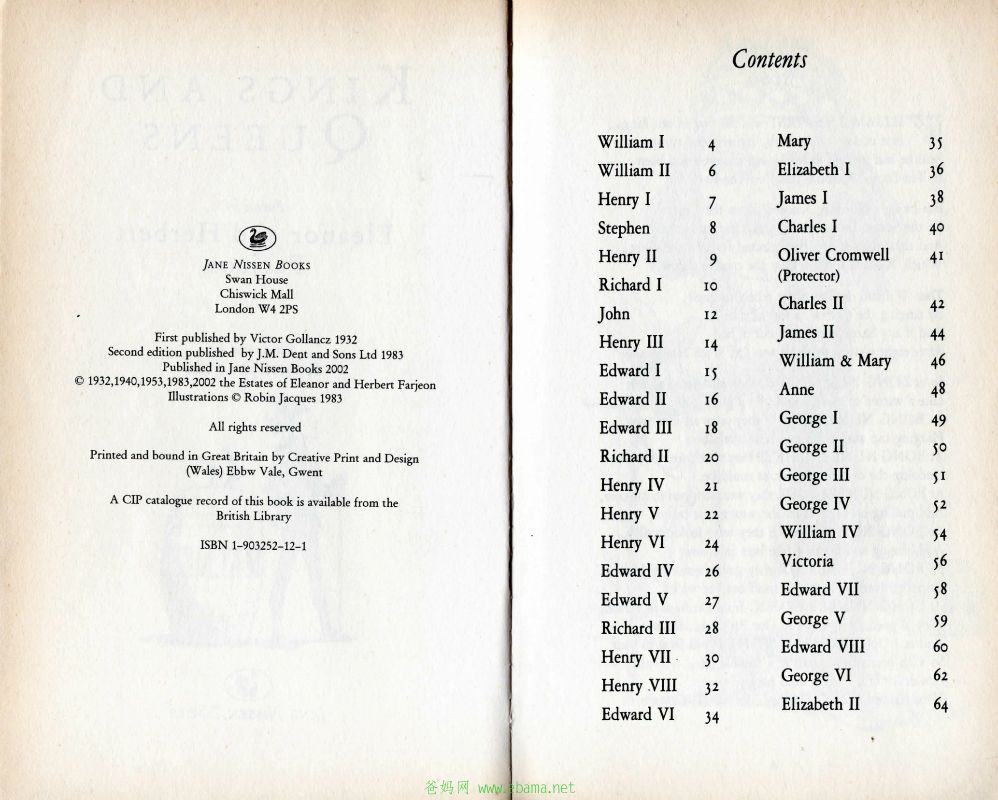 JANE NISSEN BOOKS
Swan House
Chiswick Mall
London W4 2PS
First published by Victor Gollancz 1932
Second edition published by J.M. Dent and Sons Ltd 1983
Published in Jane Nissen Books 2002
© 1932,1940,1953,1983,2002 the Estates of Eleanor and Herbert Farjeon
Illustrations © Robin Jacques 1983
All rights reserved
Printed and bound in Great Britain by Creative Print and Design
(Wales) Ebbw Vale, Gwent
A CIP catalogue record of this book is available from the
British Library
ISBN 1-903252-12-1
Contents
William I 4
William II 6
Henry I 7
Stephen 8
Henry II 9
Richard I 10
John 12
Henry III 14
Edward I 15
Edward II 16
Edward III 18
Richard II 20
Henry IV 21
Henry V 22
Henry VI 24
Edward IV 26
Edward V 27
Richard III 28
Henry VII 30
Henry VIII 32
Edward VI 34
Mary 35
Elizabeth I 36
James I 38
Charles I 40
Oliver Cromwell 41
(Protector)
Charles II 42
James II 44
William & Mary 46
Anne 48
George I 49
George II 50
George III 51
George IV 52
William IV 54
Victoria 56
Edward VII 58
George V 59
Edward VIII 60
George VI 62
Elizabeth II 64
爸妈网 www.ebama.net